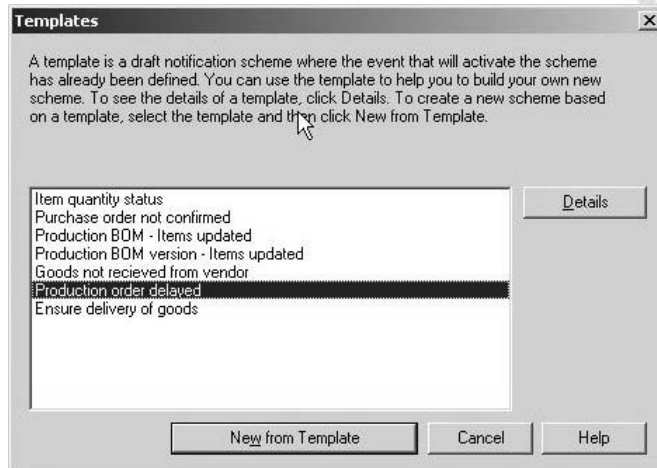 Templates
A template is a draft notification scheme where the event that will activate the scheme
has already been defined. You can use the template to help you to build your own new
scheme. To see the details of a template, click Details. To create a new scheme based
on a template, select the template and then click New from Template.
Item quantity status
Purchase order not confirmed
Production BOM - Items updated
Production BOM version - Items updated
Goods not recieved from vendor
Production order delayed
Ensure delivery of goods
Details
New from Template
Cancel
Help